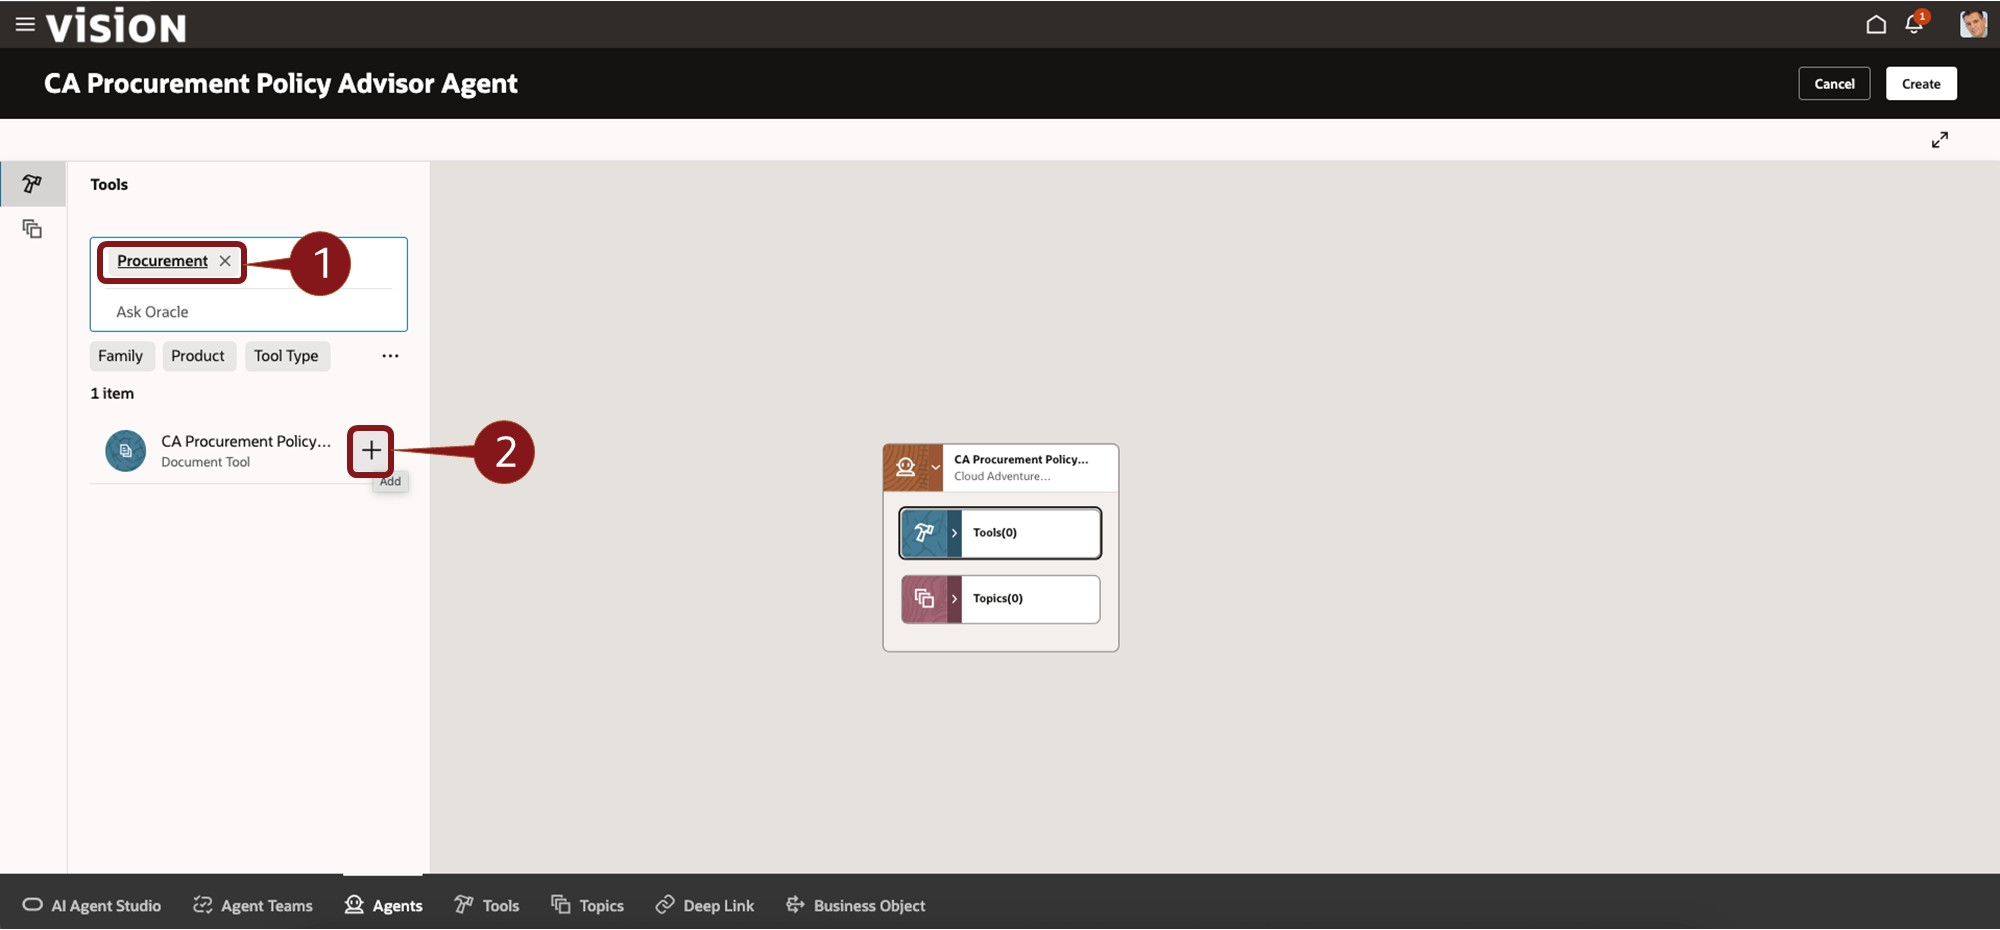 vision
1
CA Procurement Policy Advisor Agent
Cancel
Create
Tools
Procurement
1
Ask Oracle
Family
Product
Tool Type
1 item
CA Procurement Policy...
Document Tool
2
Add
CA Procurement Policy...
Cloud Adventure...
Tools(0)
Topics(0)
AI Agent Studio
Agent Teams
Agents
Tools
Topics
Deep Link
Business Object